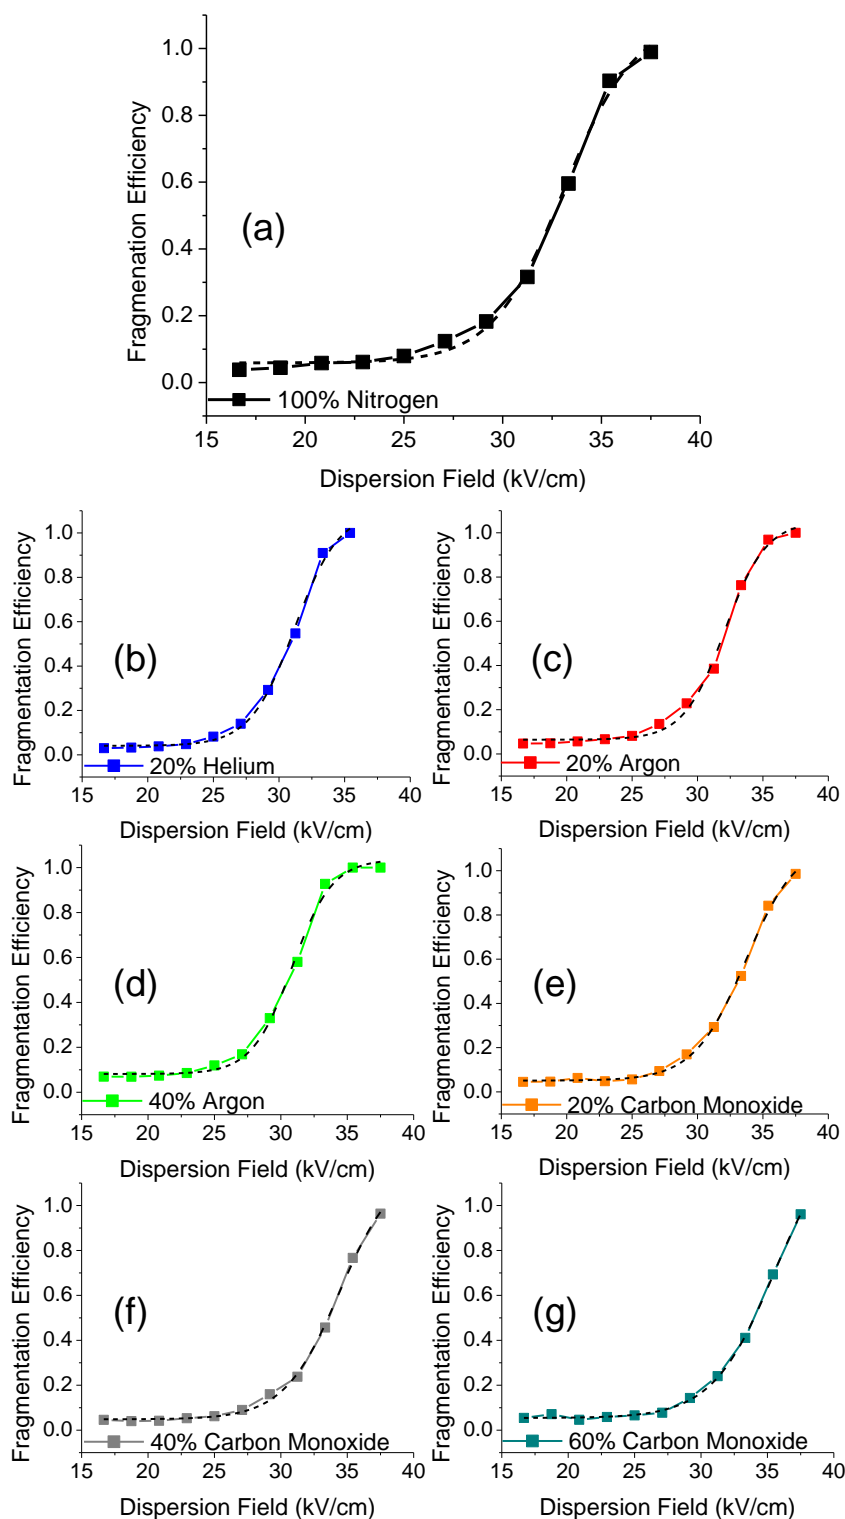 1.0
0.8
0.6
0.4
0.2
0.0
Fragmenation Efficiency
(a)
100% Nitrogen
15 20 25 30 35 40
Dispersion Field (kV/cm)
1.0
0.8
0.6
0.4
0.2
0.0
Fragmentation Efficiency
(b)
20% Helium
15 20 25 30 35 40
Dispersion Field (kV/cm)
1.0
0.8
0.6
0.4
0.2
0.0
Fragmentation Efficiency
(c)
20% Argon
15 20 25 30 35 40
Dispersion Field (kV/cm)
1.0
0.8
0.6
0.4
0.2
0.0
Fragmentation Efficiency
(d)
40% Argon
15 20 25 30 35 40
Dispersion Field (kV/cm)
1.0
0.8
0.6
0.4
0.2
0.0
Fragmentation Efficiency
(e)
20% Carbon Monoxide
15 20 25 30 35 40
Dispersion Field (kV/cm)
1.0
0.8
0.6
0.4
0.2
0.0
Fragmentation Efficiency
(f)
40% Carbon Monoxide
15 20 25 30 35 40
Dispersion Field (kV/cm)
1.0
0.8
0.6
0.4
0.2
0.0
Fragmentation Efficiency
(g)
60% Carbon Monoxide
15 20 25 30 35 40
Dispersion Field (kV/cm)